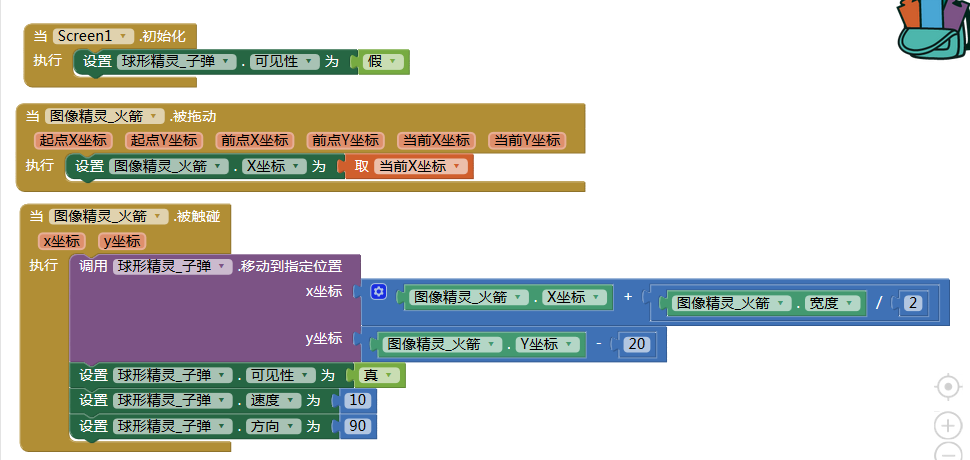 当 Screen1 .初始化
执行 设置 球形精灵_子弹 . 可见性 为 假
当 图像精灵_火箭 .被拖动
起点X坐标 起点Y坐标 前点X坐标 前点Y坐标 当前X坐标 当前Y坐标
执行 设置 图像精灵_火箭 . X坐标 为 取 当前X坐标
当 图像精灵_火箭 .被触碰
x坐标 y坐标
执行 调用 球形精灵_子弹 .移动到指定位置
x坐标 图像精灵_火箭 . X坐标 + 图像精灵_火箭 . 宽度 / 2
y坐标 图像精灵_火箭 . Y坐标 - 20
设置 球形精灵_子弹 . 可见性 为 真
设置 球形精灵_子弹 . 速度 为 10
设置 球形精灵_子弹 . 方向 为 90